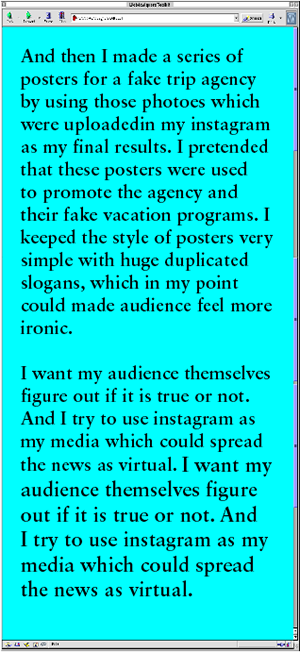 And then I made a series of
posters for a fake trip agency
by using those photoes which
were uploadedin my instagram
as my final results. I pretended
that these posters were used
to promote the agency and
their fake vacation programs. I
keeped the style of posters very
simple with huge duplicated
slogans, which in my point
could made audience feel more
ironic.
I want my audience themselves
figure out if it is true or not.
And I try to use instagram as
my media which could spread
the news as virtual. I want my
audience themselves figure
out if it is true or not. And
I try to use instagram as my
media which could spread
the news as virtual.